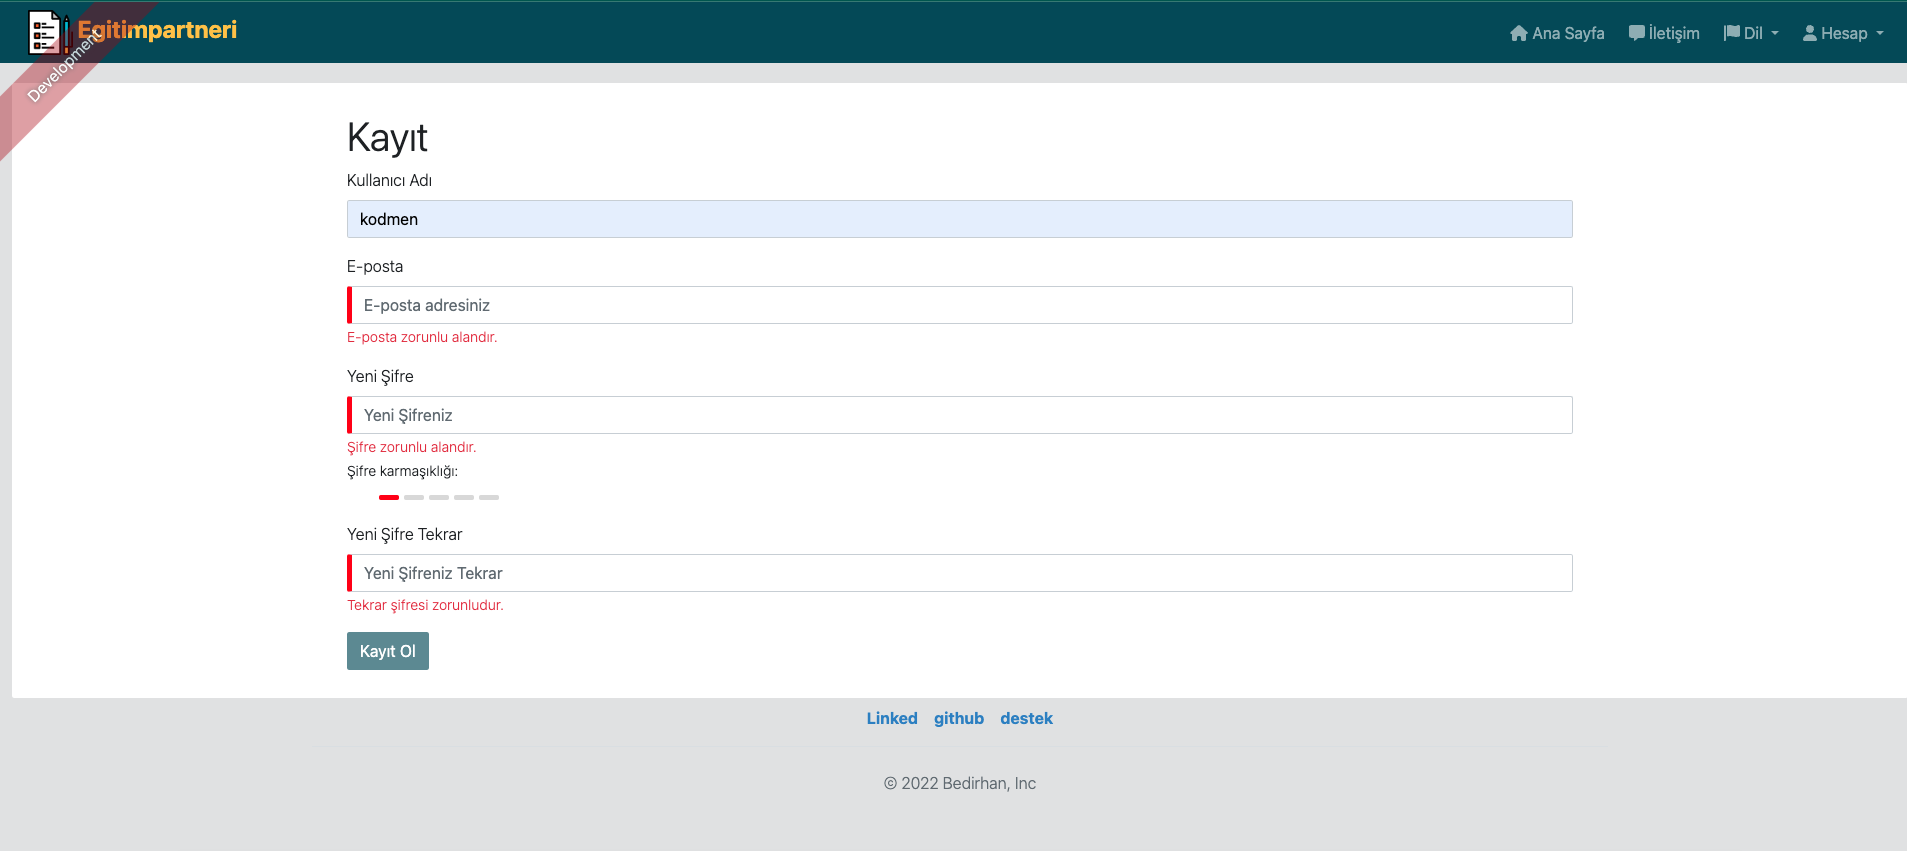 Egitimpartneri
Development
Ana Sayfa
İletişim
Dil
Hesap
Kayıt
Kullanıcı Adı
kodmen
E-posta
E-posta adresiniz
E-posta zorunlu alandır.
Yeni Şifre
Yeni Şifreniz
Şifre zorunlu alandır.
Şifre karmaşıklığı:
Yeni Şifre Tekrar
Yeni Şifreniz Tekrar
Tekrar şifresi zorunludur.
Kayıt Ol
Linked github destek
© 2022 Bedirhan, Inc